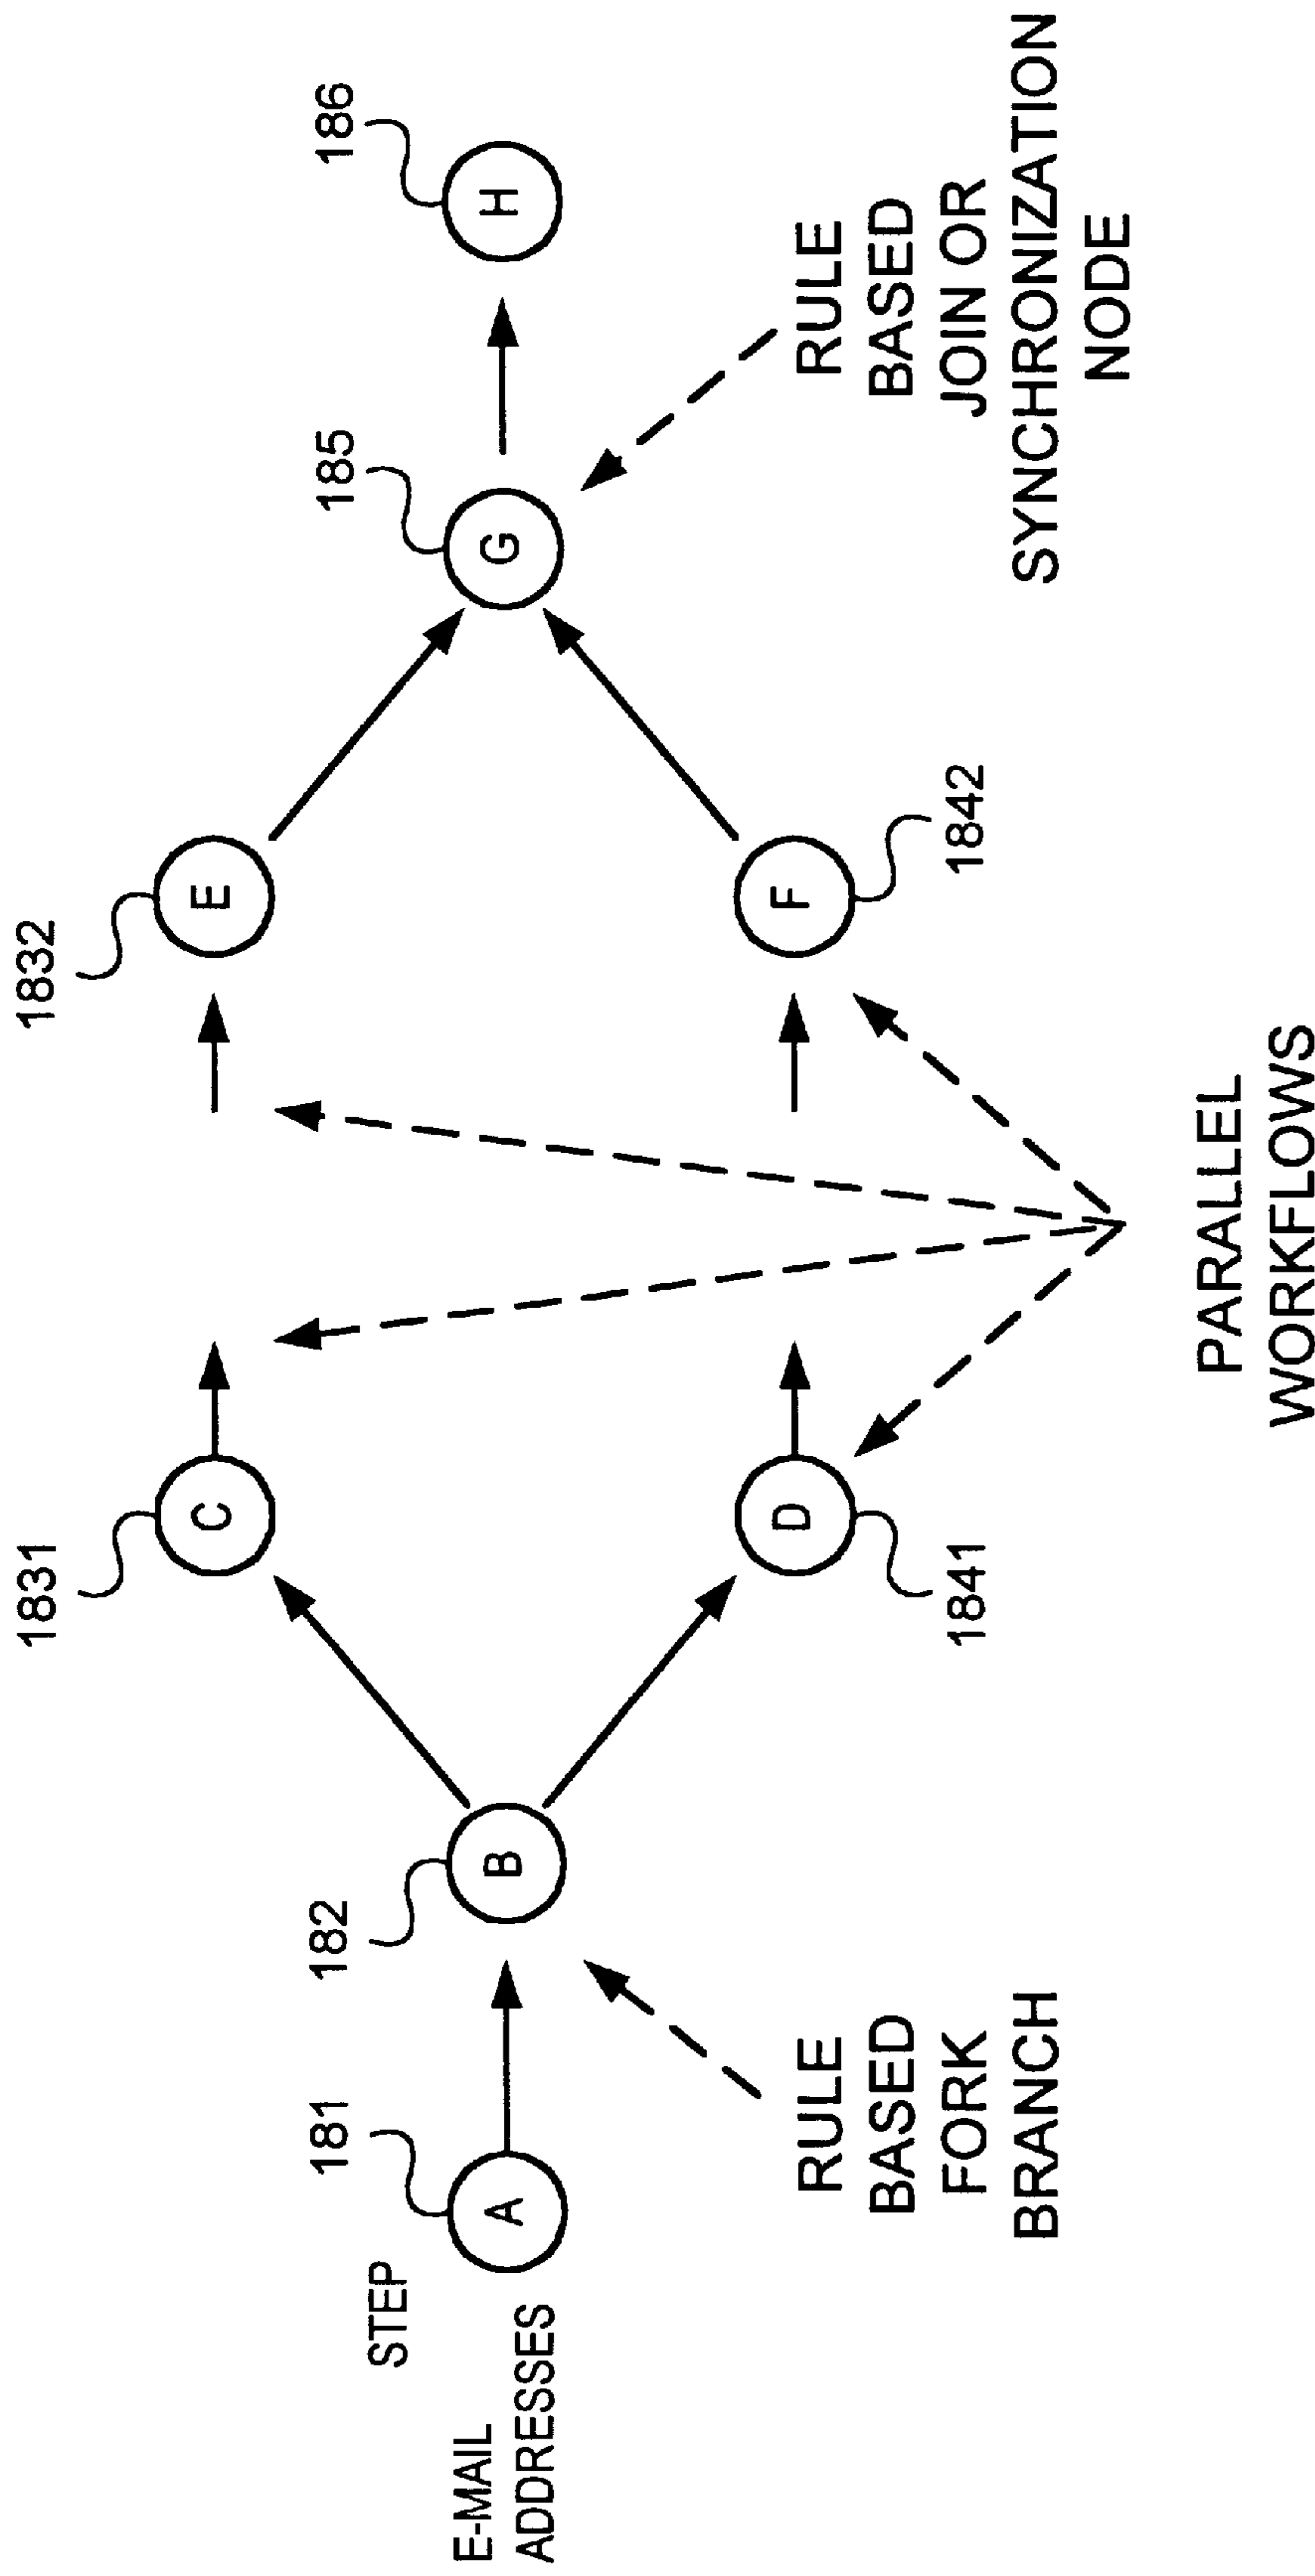 STEP
E-MAIL
ADDRESSES
181
A
182
B
RULE
BASED
FORK
BRANCH
1831
C
1841
D
1832
E
1842
F
PARALLEL
WORKFLOWS
185
G
RULE
BASED
JOIN OR
SYNCHRONIZATION
NODE
186
H